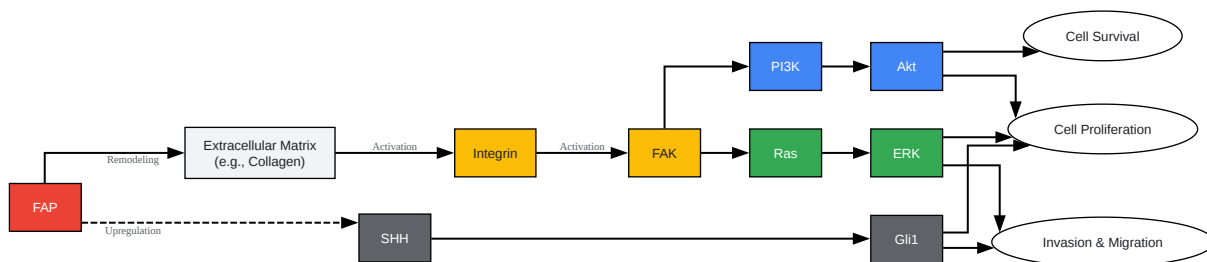 Cell Survival
PI3K
Akt
Cell Proliferation
Extracellular Matrix
(e.g., Collagen)
Remodeling
Activation
Integrin
Activation
FAK
Ras
ERK
FAP
Upregulation
SHH
Gli1
Invasion & Migration